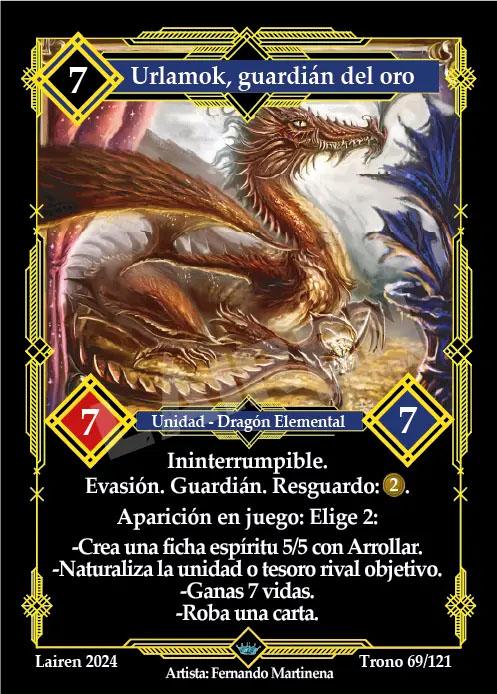 7
Urlamok, guardián del oro
7
Unidad - Dragón Elemental
7
Ininterrumpible.
Evasión. Guardián. Resguardo: 2.
Aparición en juego: Elige 2:
-Crea una ficha espíritu 5/5 con Arrollar.
-Naturaliza la unidad o tesoro rival objetivo.
-Ganas 7 vidas.
-Roba una carta.
Lairen 2024
Artista: Fernando Martinena
Trono 69/121